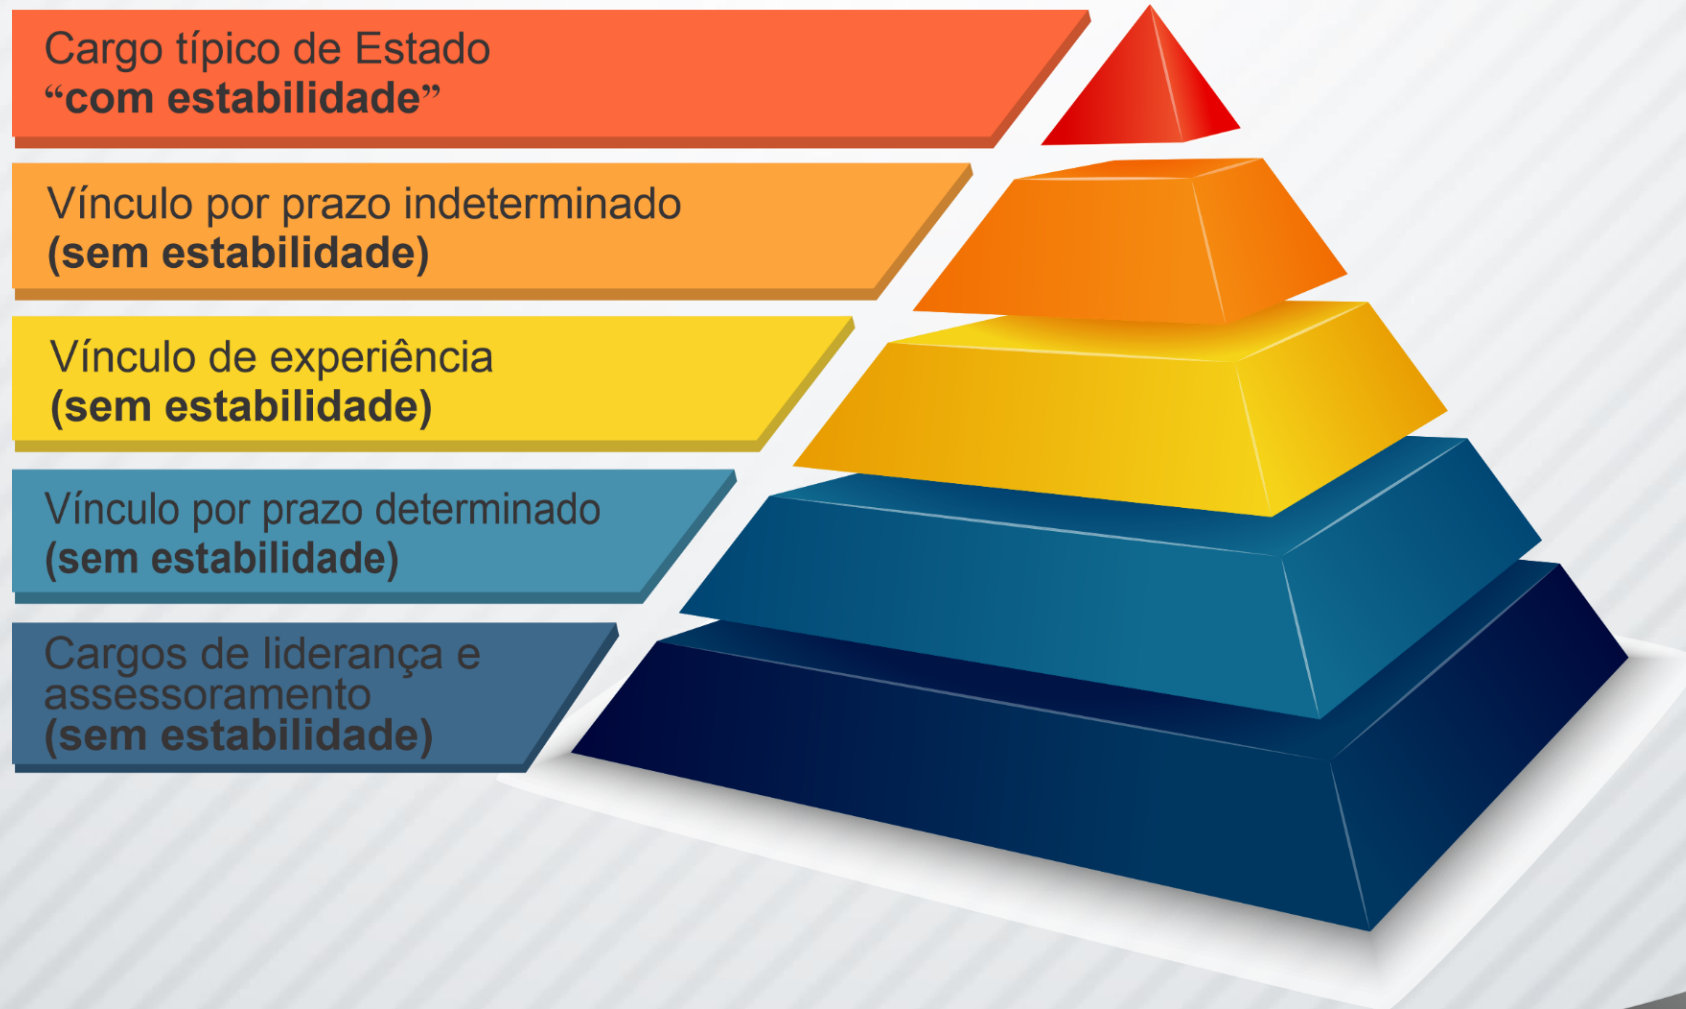 Cargo típico de Estado
“com estabilidade”
Vínculo por prazo indeterminado
(sem estabilidade)
Vínculo de experiência
(sem estabilidade)
Vínculo por prazo determinado
(sem estabilidade)
Cargos de liderança e
assessoramento
(sem estabilidade)